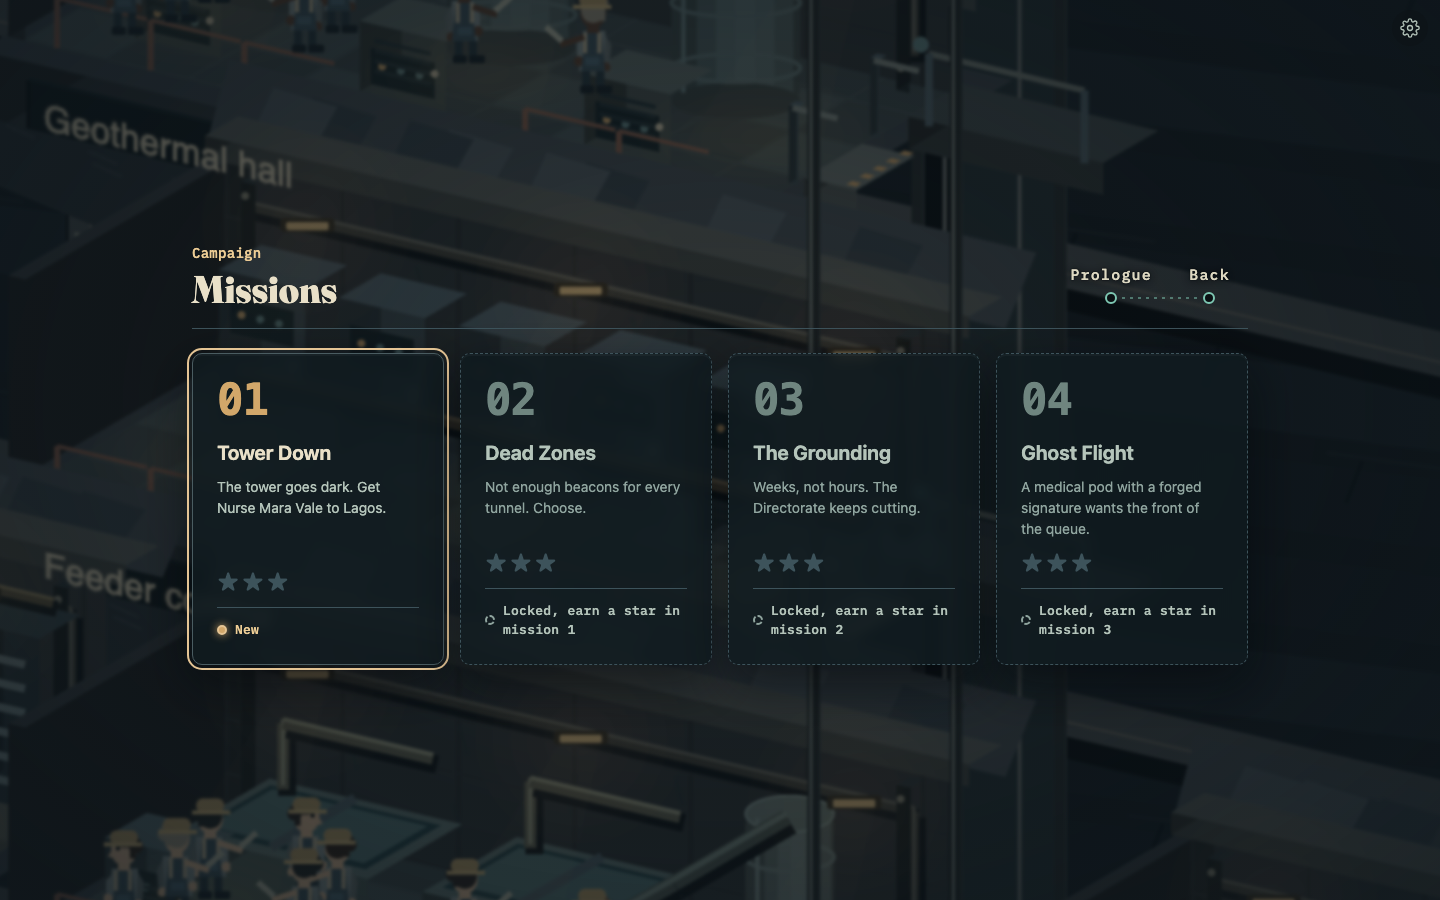 Geothermal hall
Campaign
Missions
Prologue
Back
01
Tower Down
The tower goes dark. Get
Nurse Mara Vale to Lagos.
New
02
Dead Zones
Not enough beacons for every
tunnel. Choose.
Locked, earn a star in
mission 1
03
The Grounding
Weeks, not hours. The
Directorate keeps cutting.
Locked, earn a star in
mission 2
04
Ghost Flight
A medical pod with a forged
signature wants the front of
the queue.
Locked, earn a star in
mission 3
Feeder